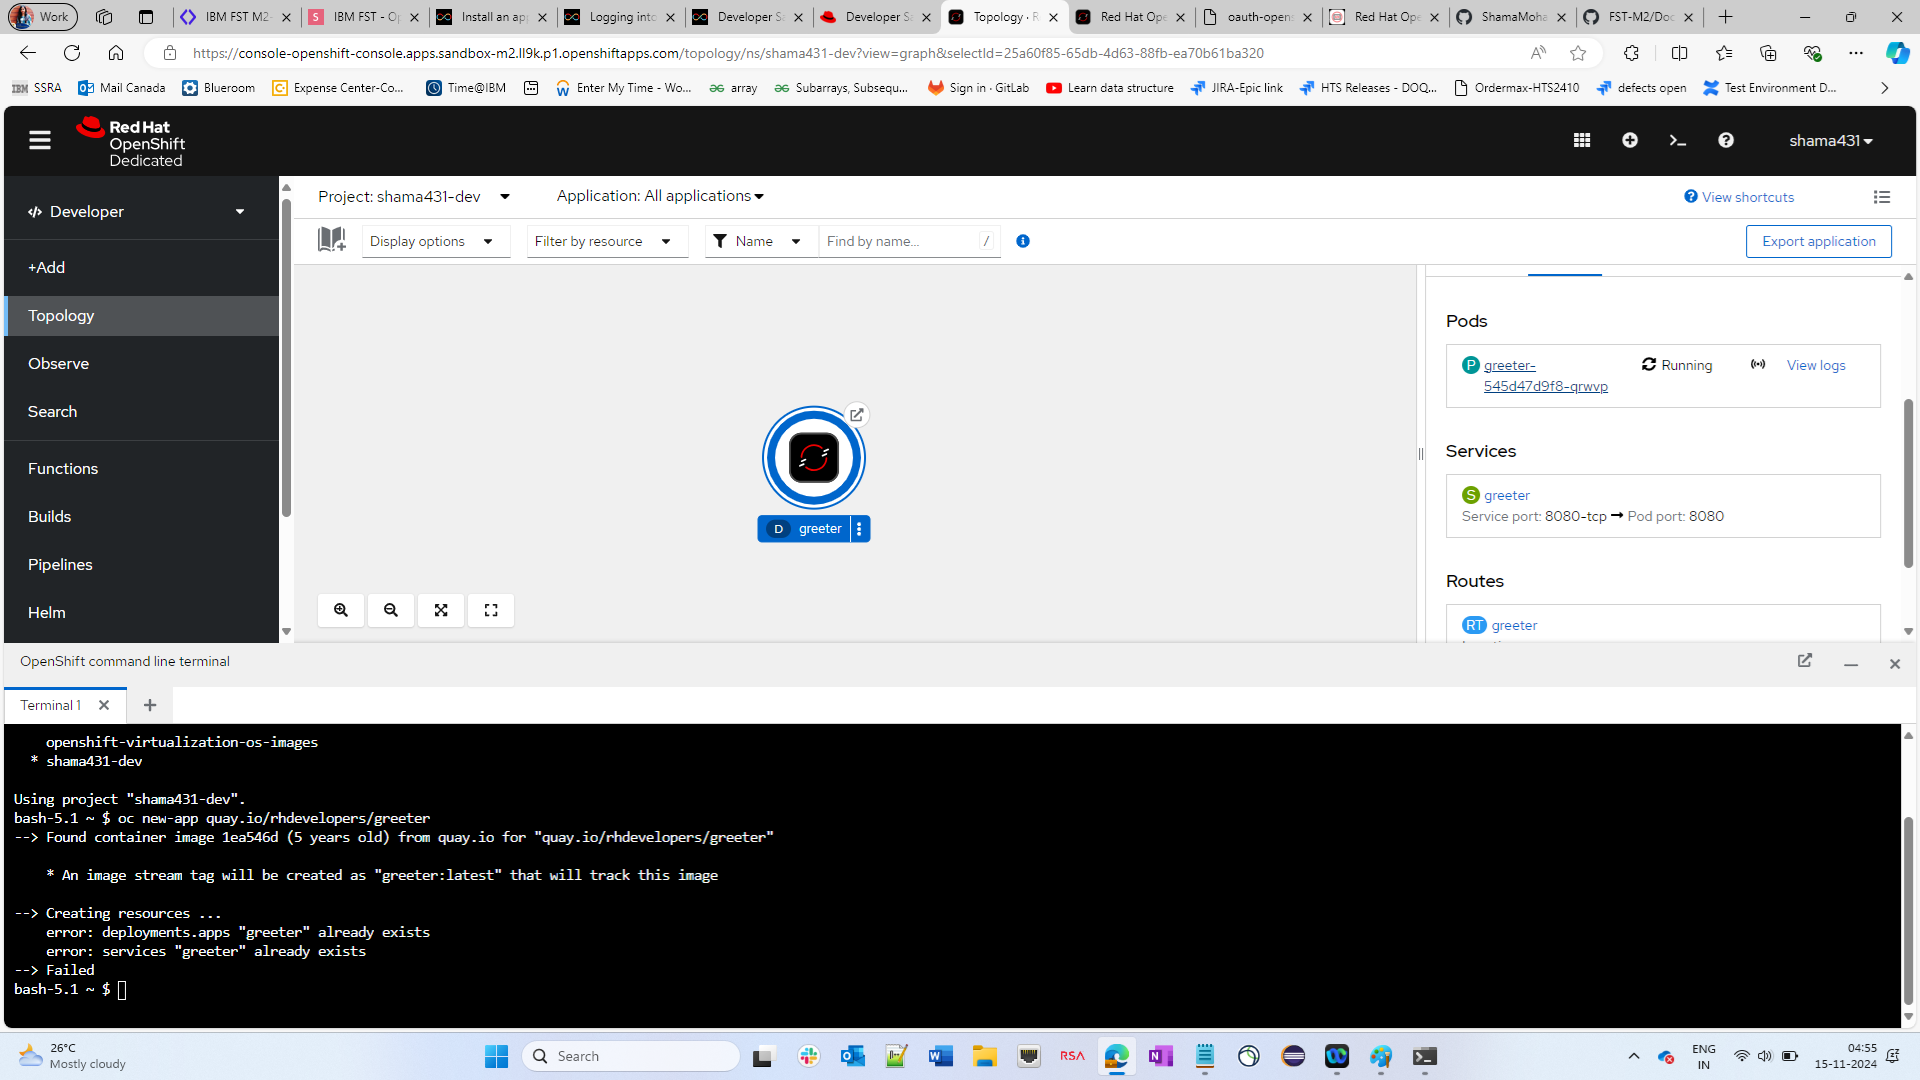 Work
IBM FST M2-
IBM FST - Op
Install an app
Logging into
Developer Sa
Developer Sa
Topology · R
Red Hat Ope
oauth-opens
Red Hat Ope
ShamaMoha
FST-M2/Doc
https://console-openshift-console.apps.sandbox-m2.ll9k.p1.openshiftapps.com/topology/ns/shama431-dev?view=graph&selectId=25a60f85-65db-4d63-88fb-ea70b61ba320
IBM SSRA
Mail Canada
Blueroom
Expense Center-Co...
Time@IBM
Enter My Time - Wo...
array
Subarrays, Subsequ...
Sign in · GitLab
Learn data structure
JIRA-Epic link
HTS Releases - DOQ...
Ordermax-HTS2410
defects open
Test Environment D...
Red Hat
OpenShift
Dedicated
shama431
Developer
Project: shama431-dev
Application: All applications
View shortcuts
Display options
Filter by resource
Name
Find by name...
/
Export application
+Add
Topology
Observe
Search
Functions
Builds
Pipelines
Helm
D greeter
Pods
P greeter-
545d47d9f8-qrwvp
Running
View logs
Services
S greeter
Service port: 8080-tcp → Pod port: 8080
Routes
RT greeter
OpenShift command line terminal
Terminal 1
openshift-virtualization-os-images
* shama431-dev
Using project "shama431-dev".
bash-5.1 ~ $ oc new-app quay.io/rhdevelopers/greeter
--> Found container image 1ea546d (5 years old) from quay.io for "quay.io/rhdevelopers/greeter"
* An image stream tag will be created as "greeter:latest" that will track this image
--> Creating resources ...
error: deployments.apps "greeter" already exists
error: services "greeter" already exists
--> Failed
bash-5.1 ~ $
26°C
Mostly cloudy
Search
RSA
ENG
IN
04:55
15-11-2024